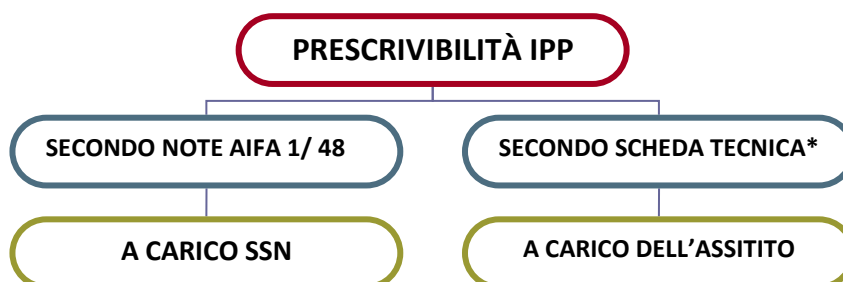 PRESCRIVIBILITÀ IPP
SECONDO NOTE AIFA 1/ 48
SECONDO SCHEDA TECNICA*
A CARICO SSN
A CARICO DELL’ASSITITO